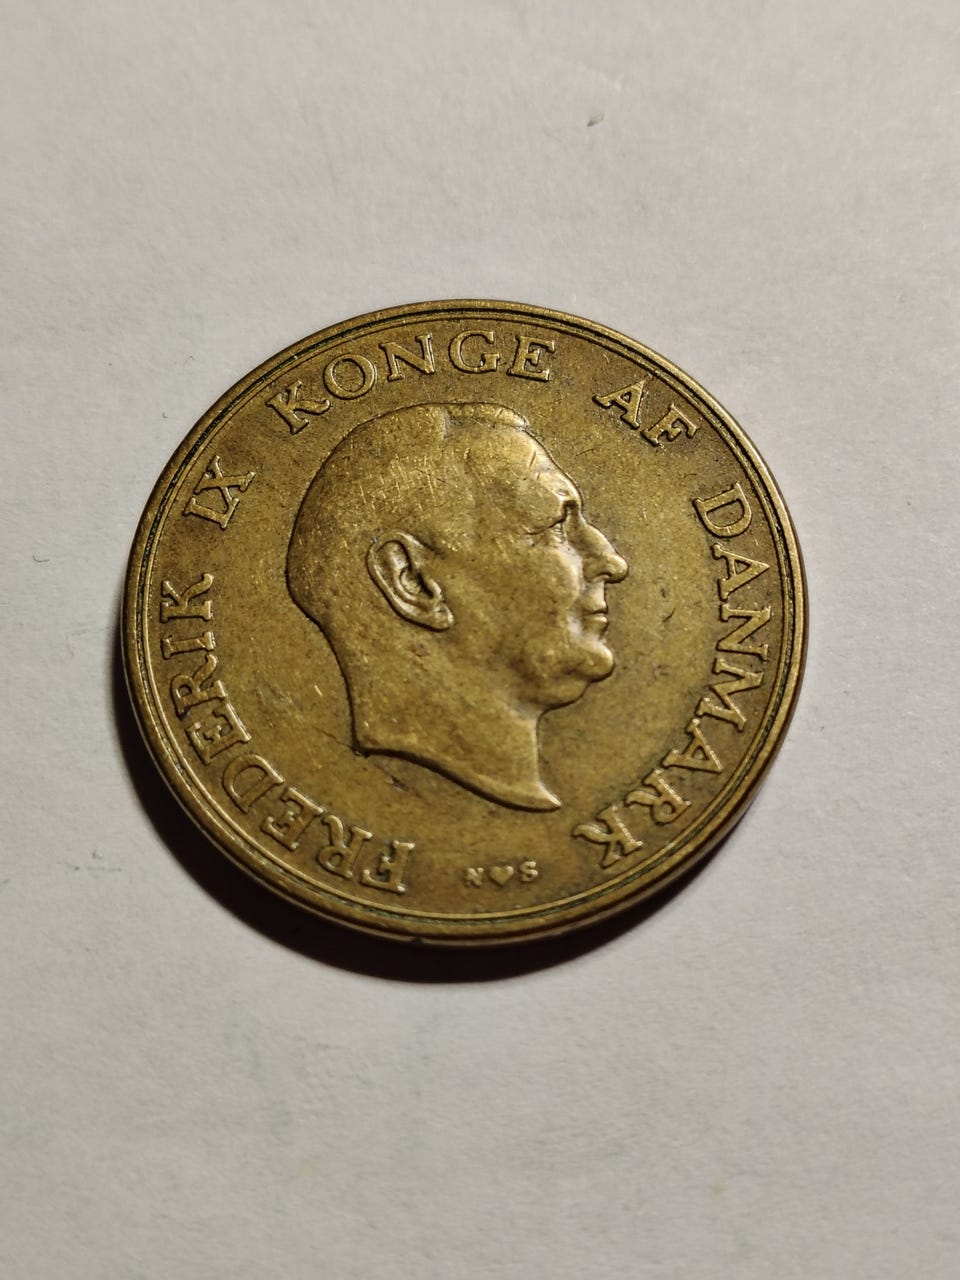 FREDERIK IX KONGE AF DANMARK
N♥S